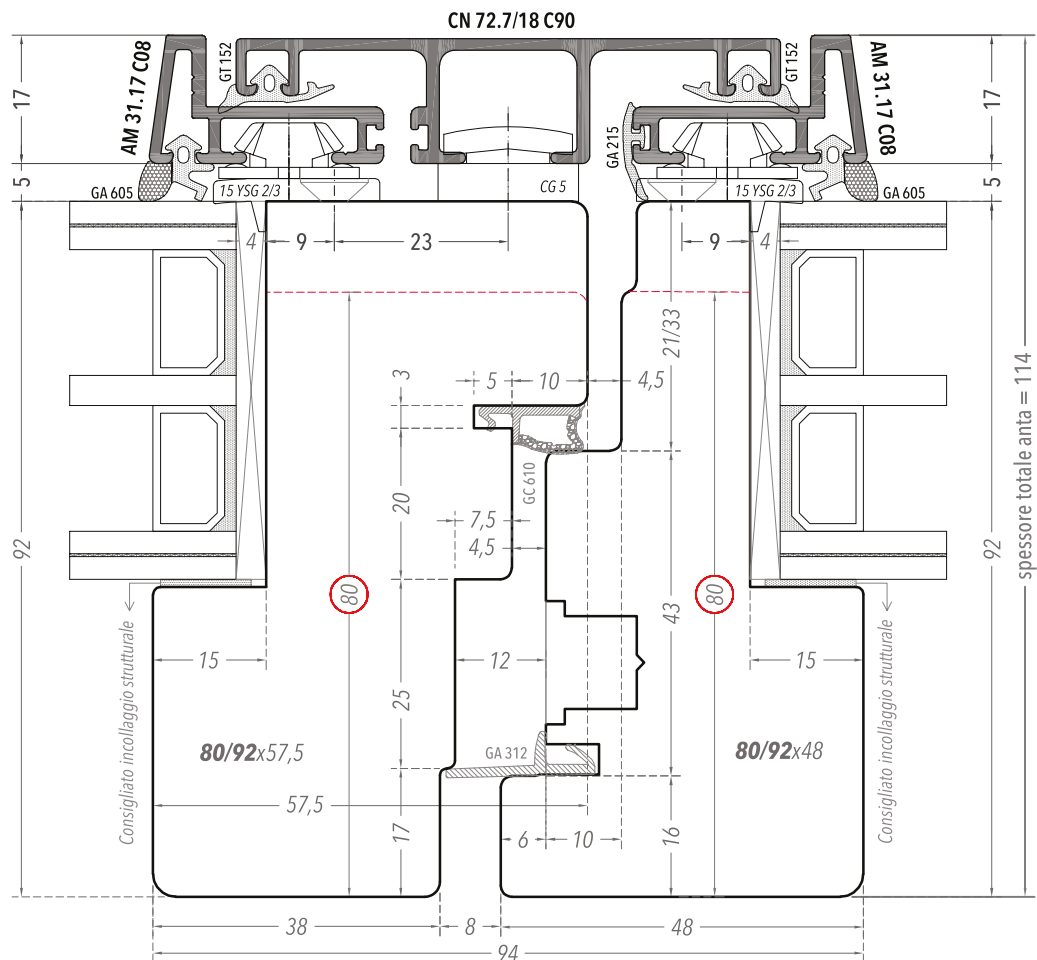 CN 72.7/18 C90
17
AM 31.17 C08
GT 152
GT 152
AM 31.17 C08
17
GA 215
5
GA 605
15 YSG 2/3
CG 5
15 YSG 2/3
GA 605
5
4
9
23
9
4
21/33
3
5
10
4,5
spessore totale anta = 114
GC 610
20
7,5
4,5
92
92
80
80
43
Consigliato incollaggio strutturale
15
12
15
Consigliato incollaggio strutturale
25
80/92x57,5
GA 312
80/92x48
57,5
17
6
10
16
38
8
48
94